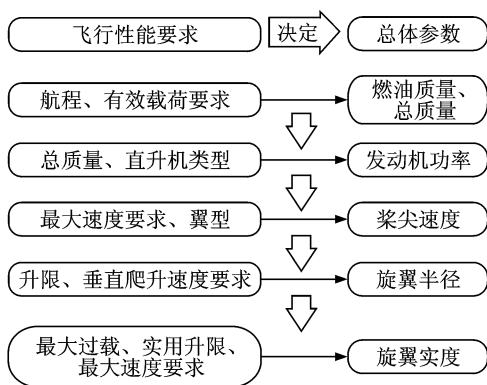 飞行性能要求 决定 总体参数
航程、有效载荷要求 燃油质量、
总质量
总质量、直升机类型 发动机功率
最大速度要求、翼型 桨尖速度
升限、垂直爬升速度要求 旋翼半径
最大过载、实用升限、
最大速度要求 旋翼实度